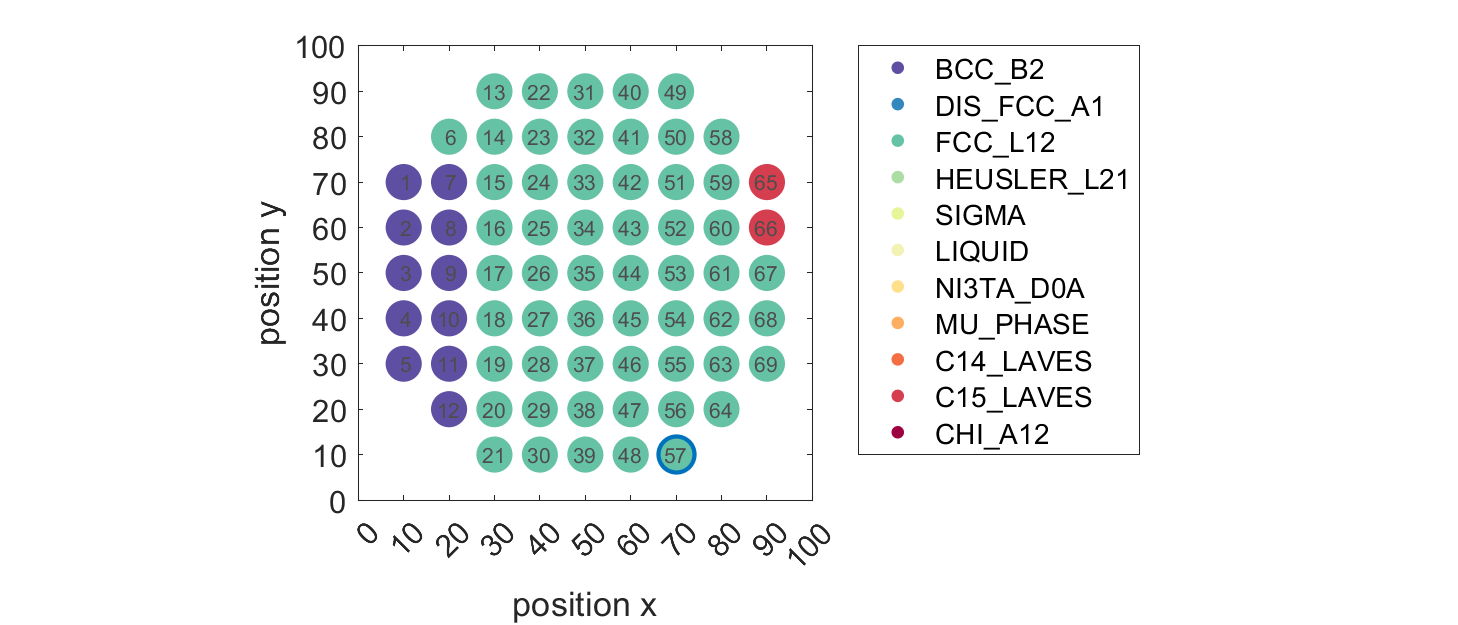 100
90
80
70
60
50
40
30
20
10
0
position y
13 22 31 40 49
6 14 23 32 41 50 58
1 7 15 24 33 42 51 59 65
2 8 16 25 34 43 52 60 66
3 9 17 26 35 44 53 61 67
4 10 18 27 36 45 54 62 68
5 11 19 28 37 46 55 63 69
12 20 29 38 47 56 64
21 30 39 48 57
0 10 20 30 40 50 60 70 80 90 100
position x
BCC_B2
DIS_FCC_A1
FCC_L12
HEUSLER_L21
SIGMA
LIQUID
NI3TA_D0A
MU_PHASE
C14_LAVES
C15_LAVES
CHI_A12